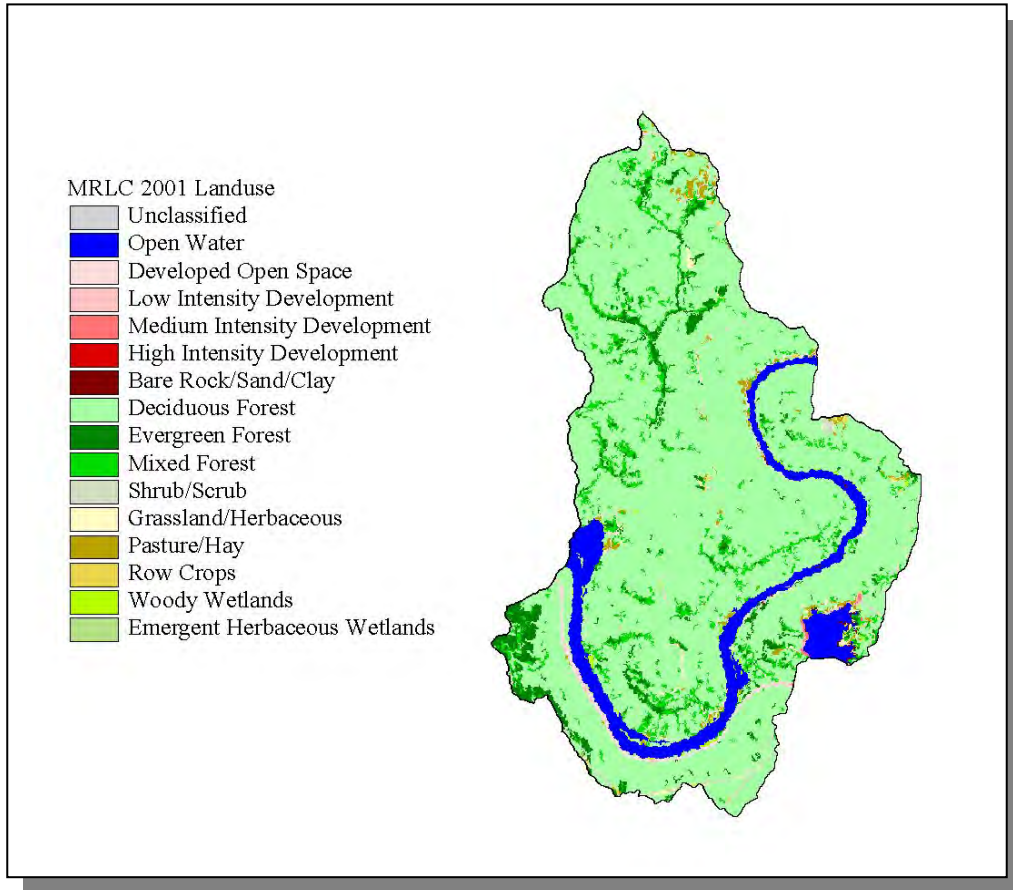 MRLC 2001 Landuse
Unclassified
Open Water
Developed Open Space
Low Intensity Development
Medium Intensity Development
High Intensity Development
Bare Rock/Sand/Clay
Deciduous Forest
Evergreen Forest
Mixed Forest
Shrub/Scrub
Grassland/Herbaceous
Pasture/Hay
Row Crops
Woody Wetlands
Emergent Herbaceous Wetlands